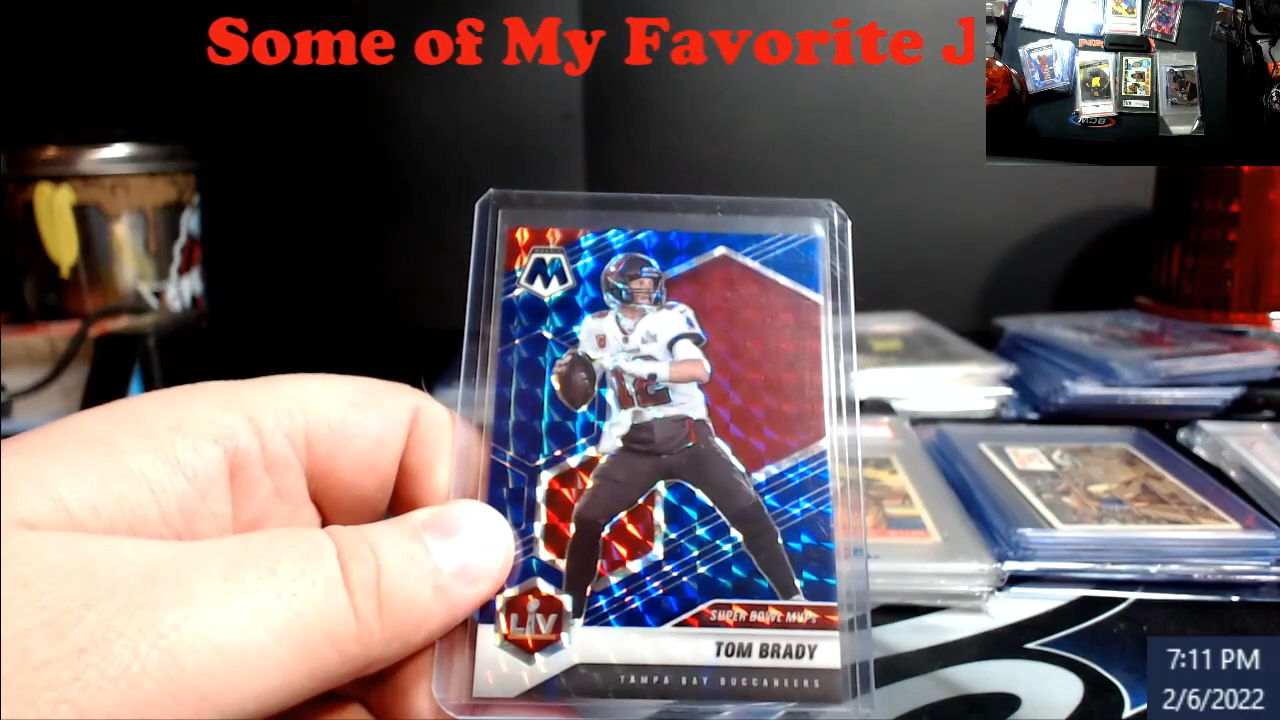 Some of My Favorite J
M
12
LIV
SUPER BOWL MVPs
TOM BRADY
TAMPA BAY BUCCANEERS
7:11 PM
2/6/2022